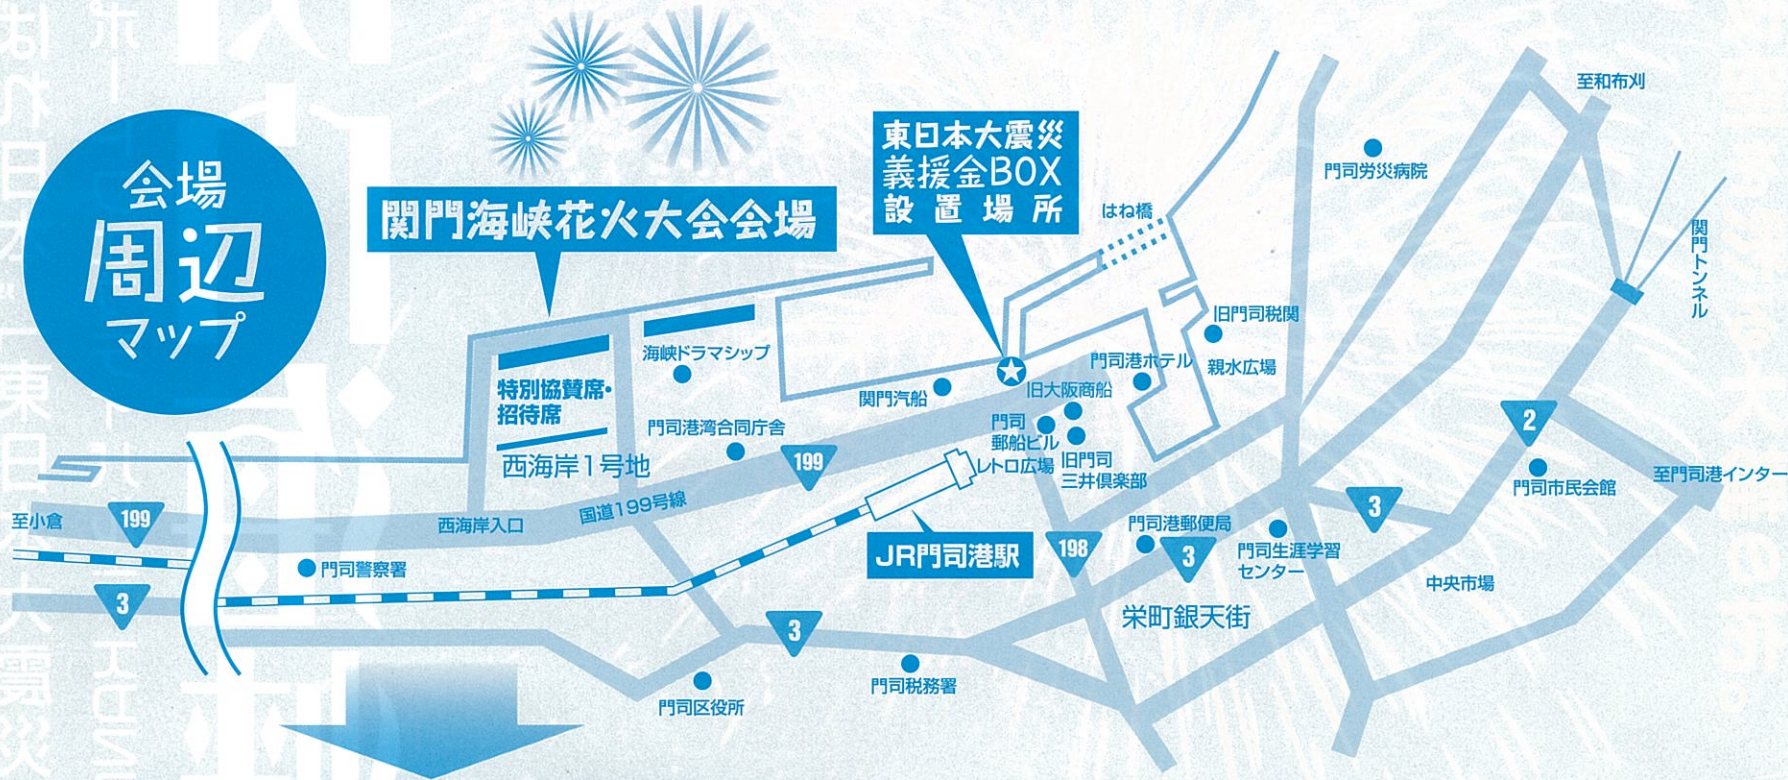 会場
周辺
マップ
関門海峡花火大会会場
東日本大震災
義援金BOX
設置場所
はね橋
至和布刈
門司労災病院
関門トンネル
旧門司税関
親水広場
門司港ホテル
海峡ドラマシップ
特別協賛席・
招待席
関門汽船
旧大阪商船
門司港湾合同庁舎
門司
郵船ビル
レトロ広場
旧門司
三井倶楽部
西海岸1号地
199
国道199号線
2
門司市民会館
至門司港インター
至小倉
199
西海岸入口
3
門司港郵便局
門司生涯学習
センター
198
3
JR門司港駅
門司警察署
中央市場
3
栄町銀天街
3
門司税務署
門司区役所